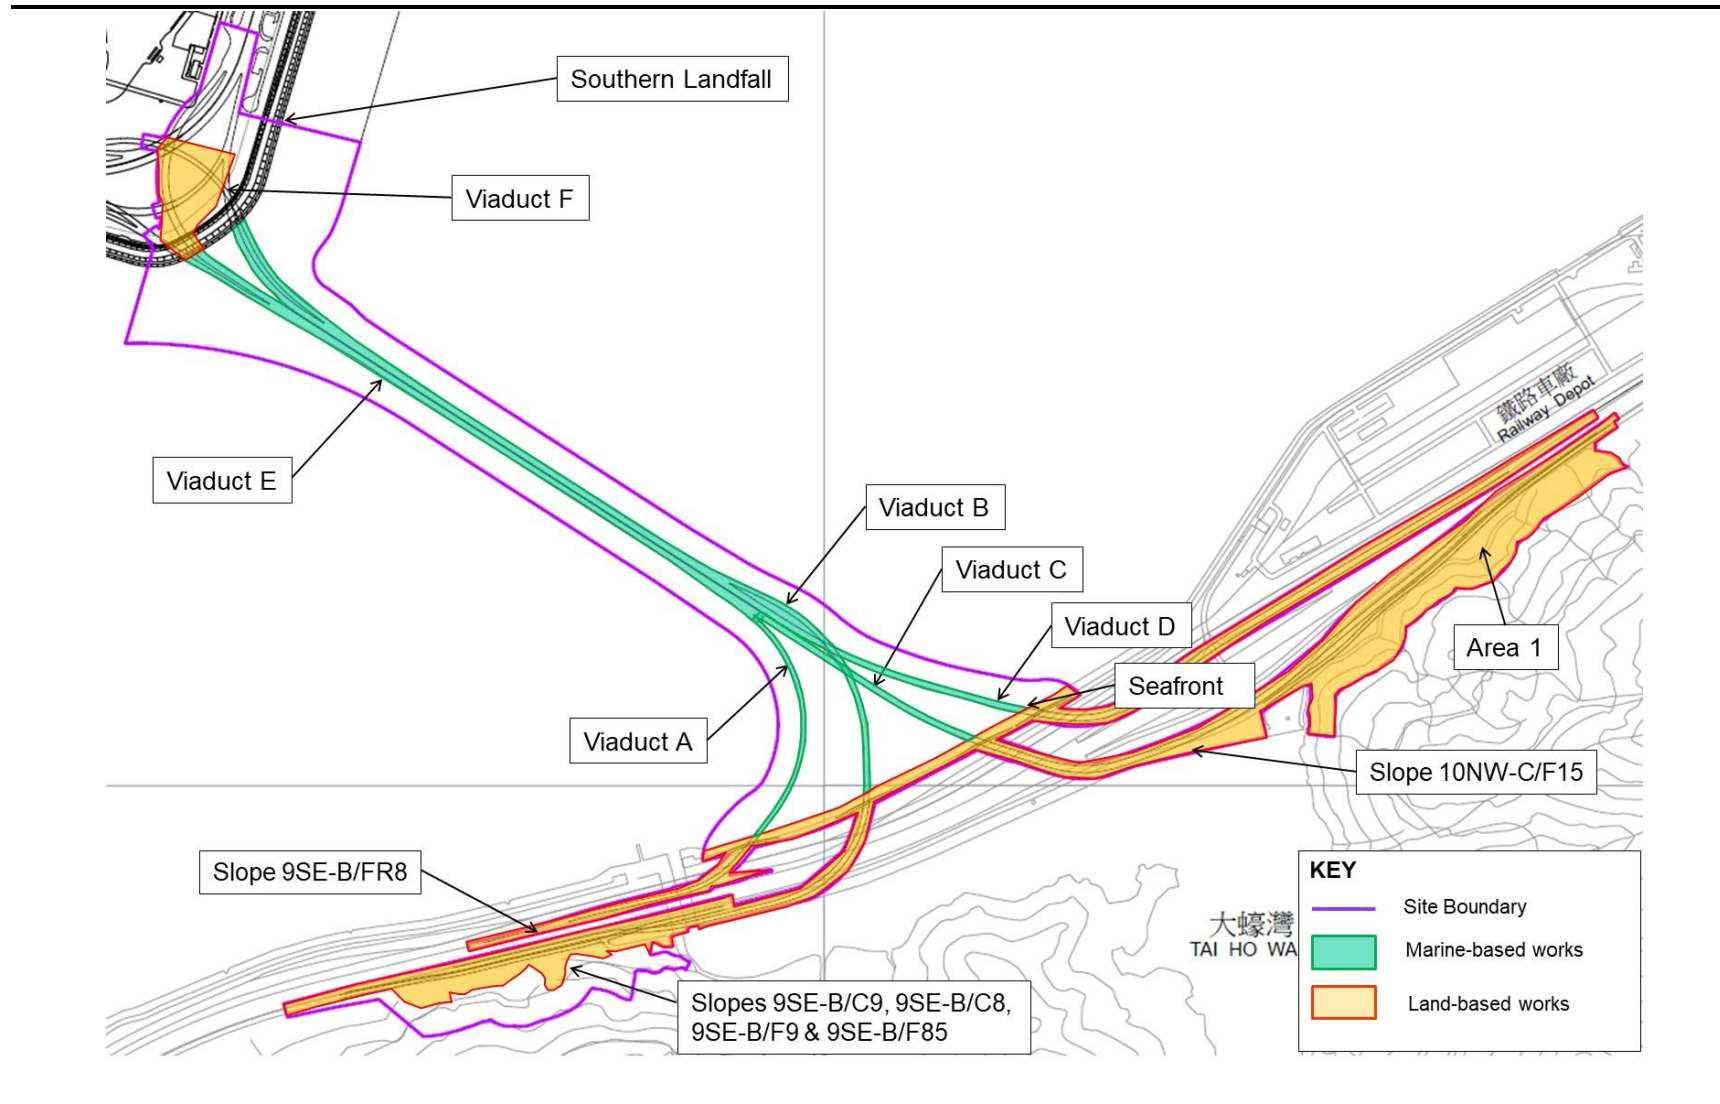 Southern Landfall
Viaduct F
鐵路車廠
Railway Depot
Viaduct E
Viaduct B
Viaduct C
Viaduct D
Area 1
Seafront
Viaduct A
Slope 10NW-C/F15
Slope 9SE-B/FR8
大蠔灣
TAI HO WA
Slopes 9SE-B/C9, 9SE-B/C8,
9SE-B/F9 & 9SE-B/F85
KEY
Site Boundary
Marine-based works
Land-based works